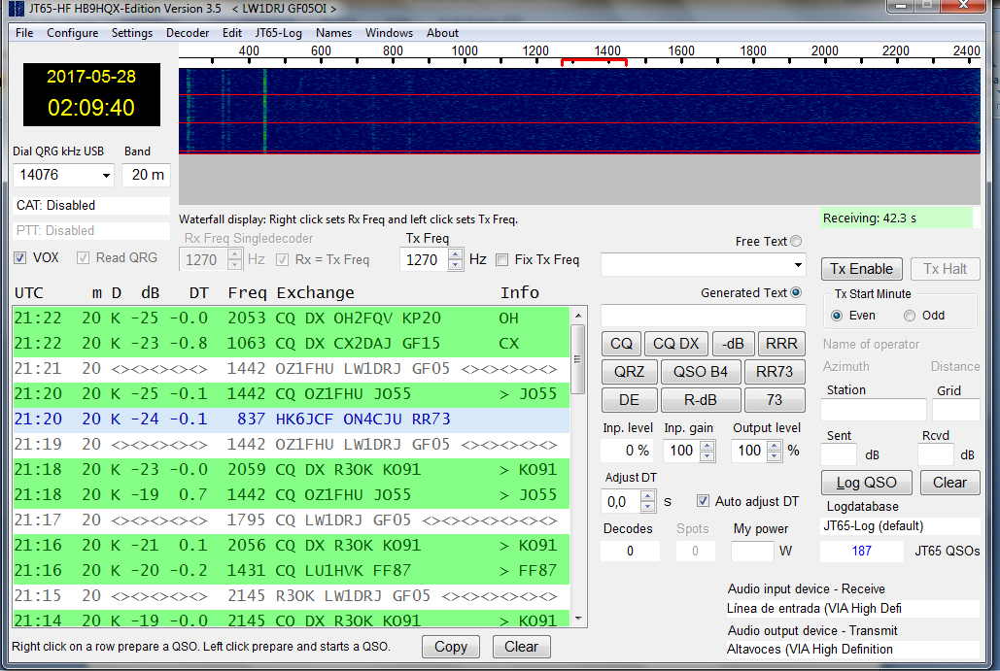 JT65-HF HB9HQX-Edition Version 3.5 < LW1DRJ GF05OI >
File Configure Settings Decoder Edit JT65-Log Names Windows About
400 600 800 1000 1200 1400 1600 1800 2000 2200 2400
2017-05-28
02:09:40
Dial QRG kHz USB Band
14076 20 m
CAT: Disabled
PTT: Disabled
VOX Read QRG
Waterfall display: Right click sets Rx Freq and left click sets Tx Freq.
Rx Freq Singledecoder Tx Freq
1270 Hz Rx = Tx Freq 1270 Hz Fix Tx Freq
UTC m D dB DT Freq Exchange Info
21:22 20 K -25 -0.0 2053 CQ DX OH2FQV KP20 OH
21:22 20 K -23 -0.8 1063 CQ DX CX2DAJ GF15 CX
21:21 20 <><><><><> 1442 OZ1FHU LW1DRJ GF05 <><><><><>
21:20 20 K -25 -0.1 1442 CQ OZ1FHU JO55 > JO55
21:20 20 K -24 -0.1 837 HK6JCF ON4CJU RR73
21:19 20 <><><><><> 1442 OZ1FHU LW1DRJ GF05 <><><><><>
21:18 20 K -23 -0.0 2059 CQ DX R3OK KO91 > KO91
21:18 20 K -19 0.7 1442 CQ OZ1FHU JO55 > JO55
21:17 20 <><><><><> 1795 CQ LW1DRJ GF05 <><><><><><><>
21:16 20 K -21 0.1 2056 CQ DX R3OK KO91 > KO91
21:16 20 K -20 -0.2 1431 CQ LU1HVK FF87 > FF87
21:15 20 <><><><><> 2145 R3OK LW1DRJ GF05 <><><><><><>
21:14 20 K -19 -0.0 2145 CQ DX R3OK KO91 > KO91
Right click on a row prepare a QSO. Left click prepare and starts a QSO. Copy Clear
Free Text
Generated Text
CQ CQ DX -dB RRR
QRZ QSO B4 RR73
DE R-dB 73
Inp. level Inp. gain Output level
0 % 100 100 %
Adjust DT
0,0 s Auto adjust DT
Decodes Spots My power
0 0 W
Receiving: 42.3 s
Tx Enable Tx Halt
Tx Start Minute
Even Odd
Name of operator
Azimuth Distance
Station Grid
Sent Rcvd
dB dB
Log QSO Clear
Logdatabase
JT65-Log (default)
187 JT65 QSOs
Audio input device - Receive
Línea de entrada (VIA High Defi
Audio output device - Transmit
Altavoces (VIA High Definition